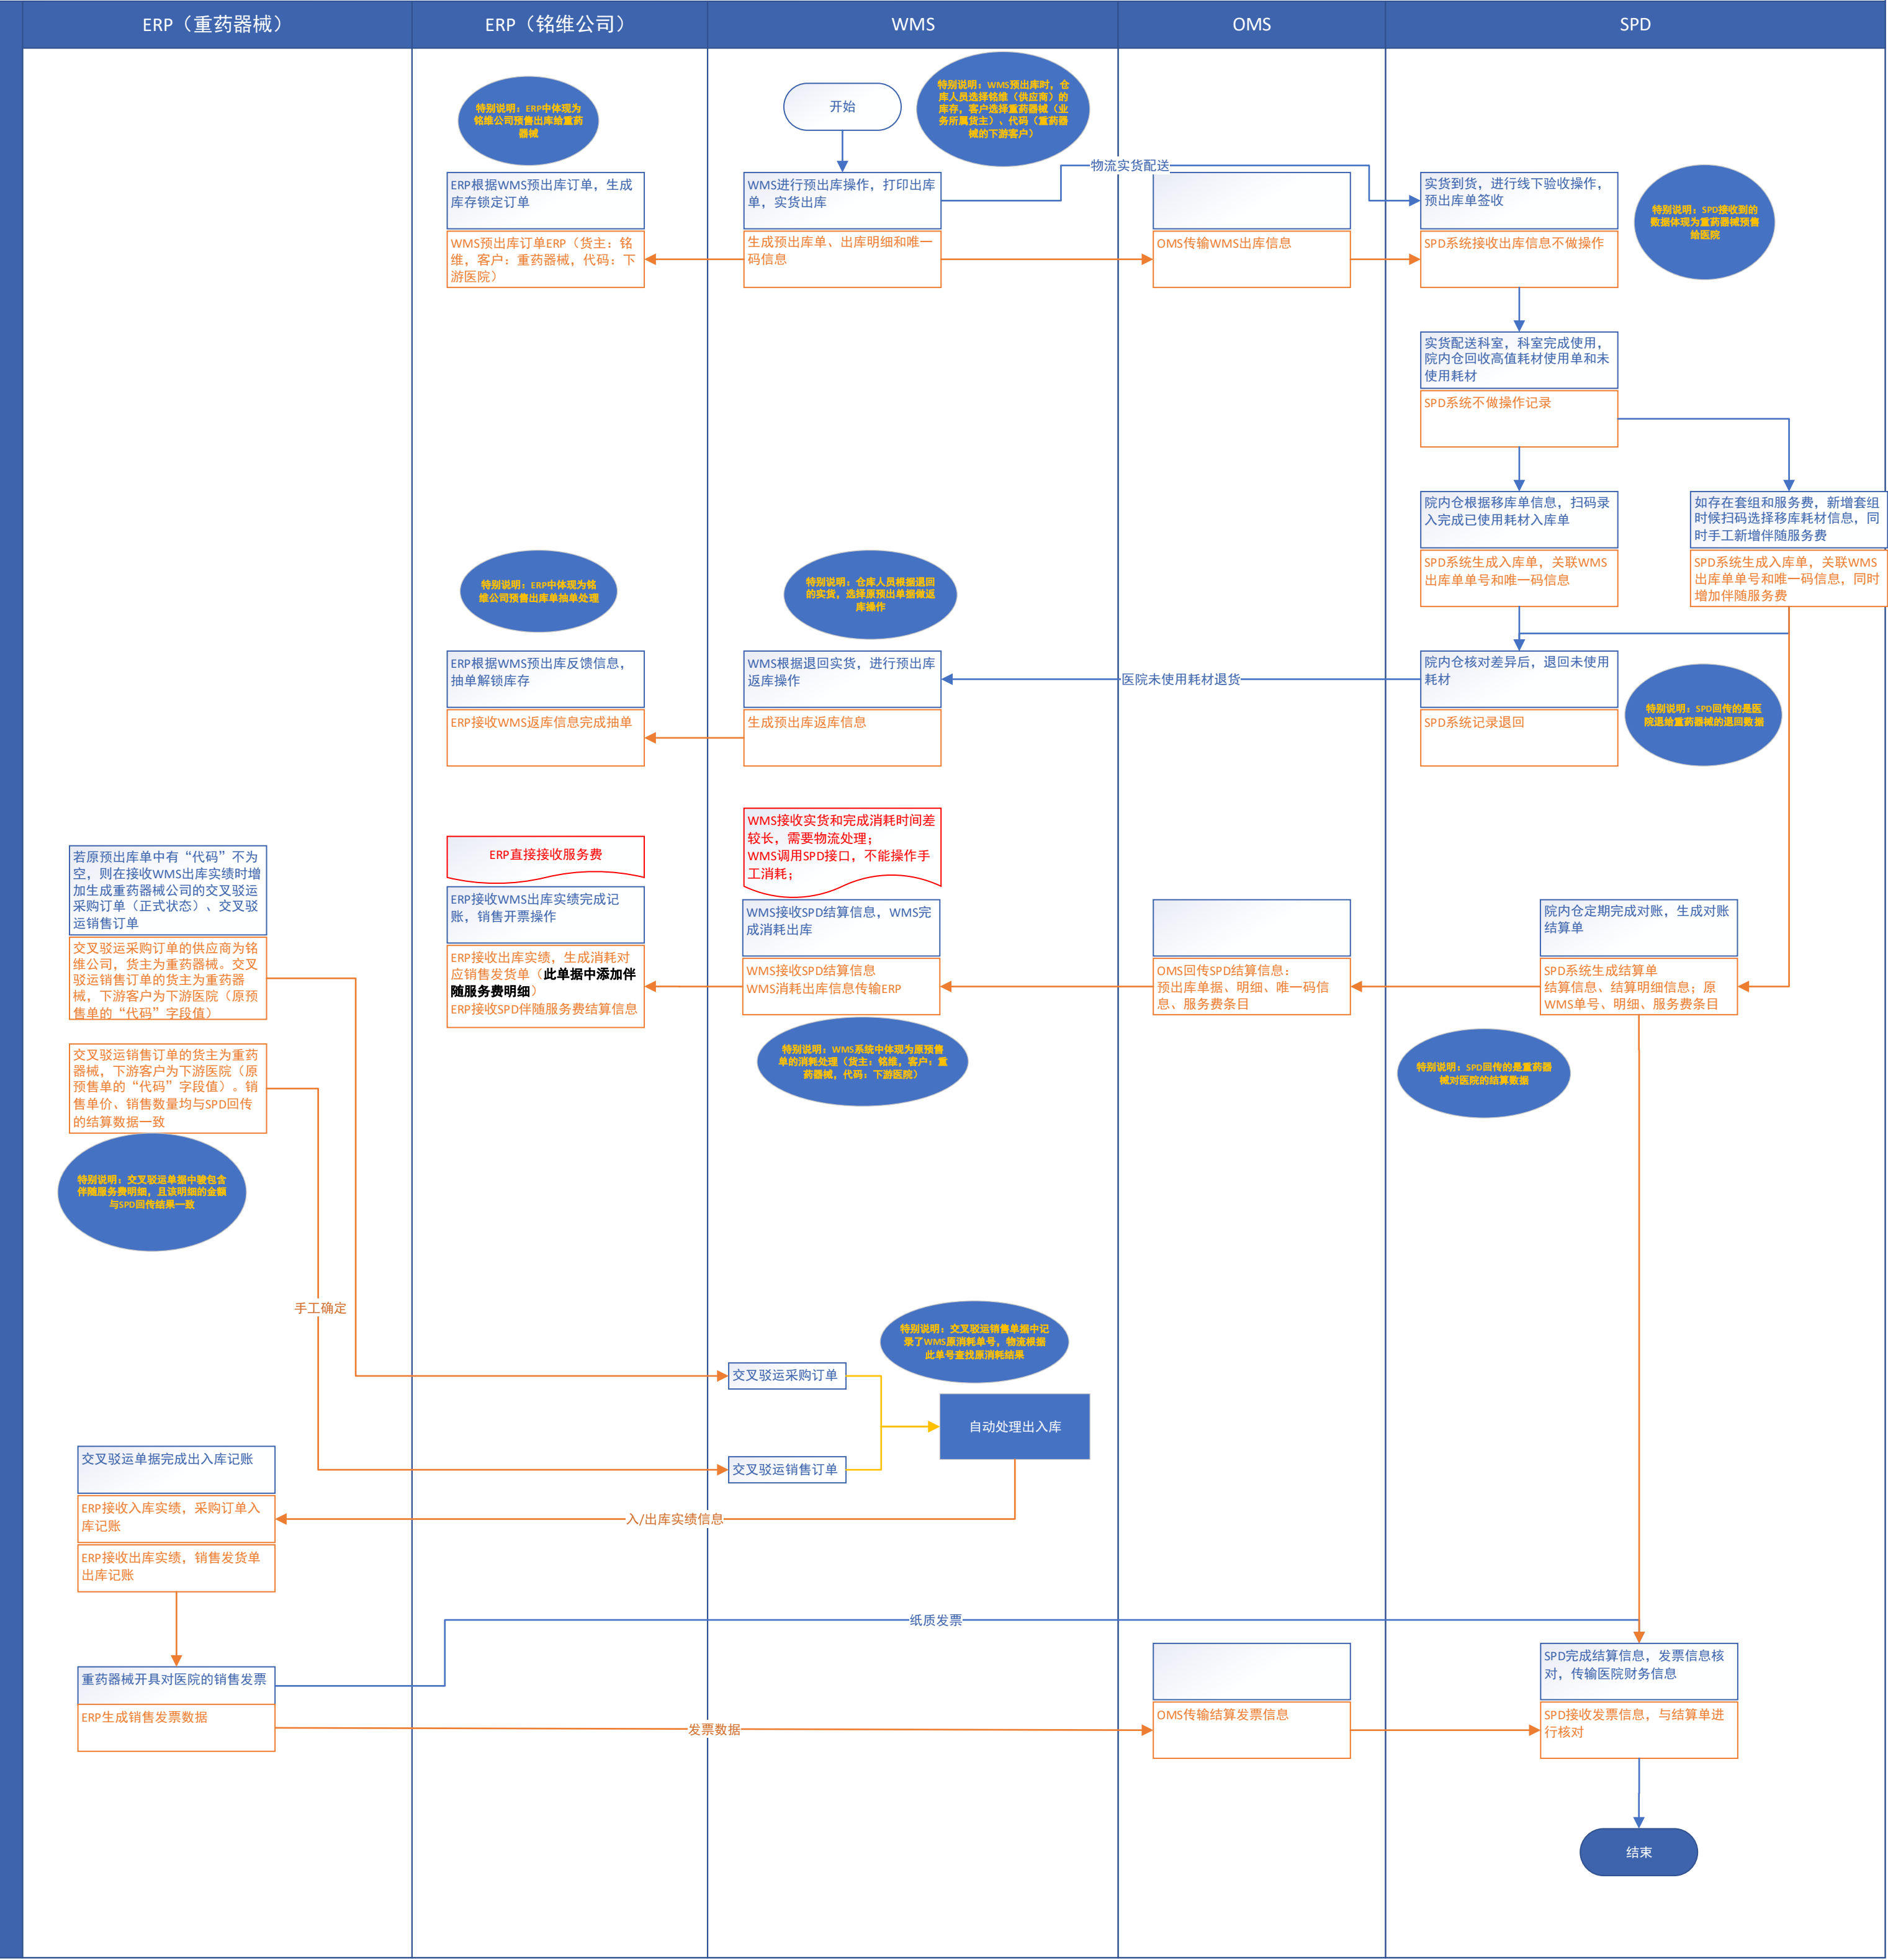 ERP（重药器械）
ERP（铭维公司）
WMS
OMS
SPD
特别说明：ERP中体现为
铭维公司预售出库给重药
器械
开始
特别说明：WMS预出库时，仓
库人员选择铭维（供应商）的
库存，客户选择重药器械（业
务所属货主）、代码（重药器
械的下游客户）
物流实货配送
ERP根据WMS预出库订单，生成
库存锁定订单
WMS预出库订单ERP（货主：铭
维，客户：重药器械，代码：下
游医院）
WMS进行预出库操作，打印出库
单，实货出库
生成预出库单、出库明细和唯一
码信息
OMS传输WMS出库信息
实货到货，进行线下验收操作，
预出库单签收
SPD系统接收出库信息不做操作
特别说明：SPD接收到的
数据体现为重药器械预售
给医院
实货配送科室，科室完成使用，
院内仓回收高值耗材使用单和未
使用耗材
SPD系统不做操作记录
院内仓根据移库单信息，扫码录
入完成已使用耗材入库单
SPD系统生成入库单，关联WMS
出库单单号和唯一码信息
如存在套组和服务费，新增套组
时候扫码选择移库耗材信息，同
时手工新增伴随服务费
SPD系统生成入库单，关联WMS
出库单单号和唯一码信息，同时
增加伴随服务费
特别说明：ERP中体现为铭
维公司预售出库单抽单处理
特别说明：仓库人员根据退回
的实货，选择原预出单据做返
库操作
ERP根据WMS预出库反馈信息，
抽单解锁库存
ERP接收WMS返库信息完成抽单
WMS根据退回实货，进行预出库
返库操作
生成预出库返库信息
医院未使用耗材退货
院内仓核对差异后，退回未使用
耗材
SPD系统记录退回
特别说明：SPD回传的是医
院退给重药器械的退回数据
若原预出库单中有“代码”不为
空，则在接收WMS出库实绩时增
加生成重药器械公司的交叉驳运
采购订单（正式状态）、交叉驳
运销售订单
交叉驳运采购订单的供应商为铭
维公司，货主为重药器械。交叉
驳运销售订单的货主为重药器
械，下游客户为下游医院（原预
售单的“代码”字段值）
交叉驳运销售订单的货主为重药
器械，下游客户为下游医院（原
预售单的“代码”字段值）。销
售单价、销售数量均与SPD回传
的结算数据一致
特别说明：交叉驳运单据中骏包含
伴随服务费明细，且该明细的金额
与SPD回传结果一致
ERP直接接收服务费
ERP接收WMS出库实绩完成记
账，销售开票操作
ERP接收出库实绩，生成消耗对
应销售发货单（此单据中添加伴
随服务费明细）
ERP接收SPD伴随服务费结算信息
WMS接收实货和完成消耗时间差
较长，需要物流处理；
WMS调用SPD接口，不能操作手
工消耗；
WMS接收SPD结算信息，WMS完
成消耗出库
WMS接收SPD结算信息
WMS消耗出库信息传输ERP
特别说明：WMS系统中体现为原预售
单的消耗处理（货主：铭维，客户：重
药器械，代码：下游医院）
OMS回传SPD结算信息：
预出库单据、明细、唯一码信
息、服务费条目
院内仓定期完成对账，生成对账
结算单
SPD系统生成结算单
结算信息、结算明细信息；原
WMS单号、明细、服务费条目
特别说明：SPD回传的是重药器
械对医院的结算数据
手工确定
特别说明：交叉驳运销售单据中记
录了WMS原消耗单号，物流根据
此单号查找原消耗结果
交叉驳运采购订单
自动处理出入库
交叉驳运销售订单
交叉驳运单据完成出入库记账
ERP接收入库实绩，采购订单入
库记账
ERP接收出库实绩，销售发货单
出库记账
入/出库实绩信息
纸质发票
重药器械开具对医院的销售发票
ERP生成销售发票数据
发票数据
OMS传输结算发票信息
SPD完成结算信息，发票信息核
对，传输医院财务信息
SPD接收发票信息，与结算单进
行核对
结束